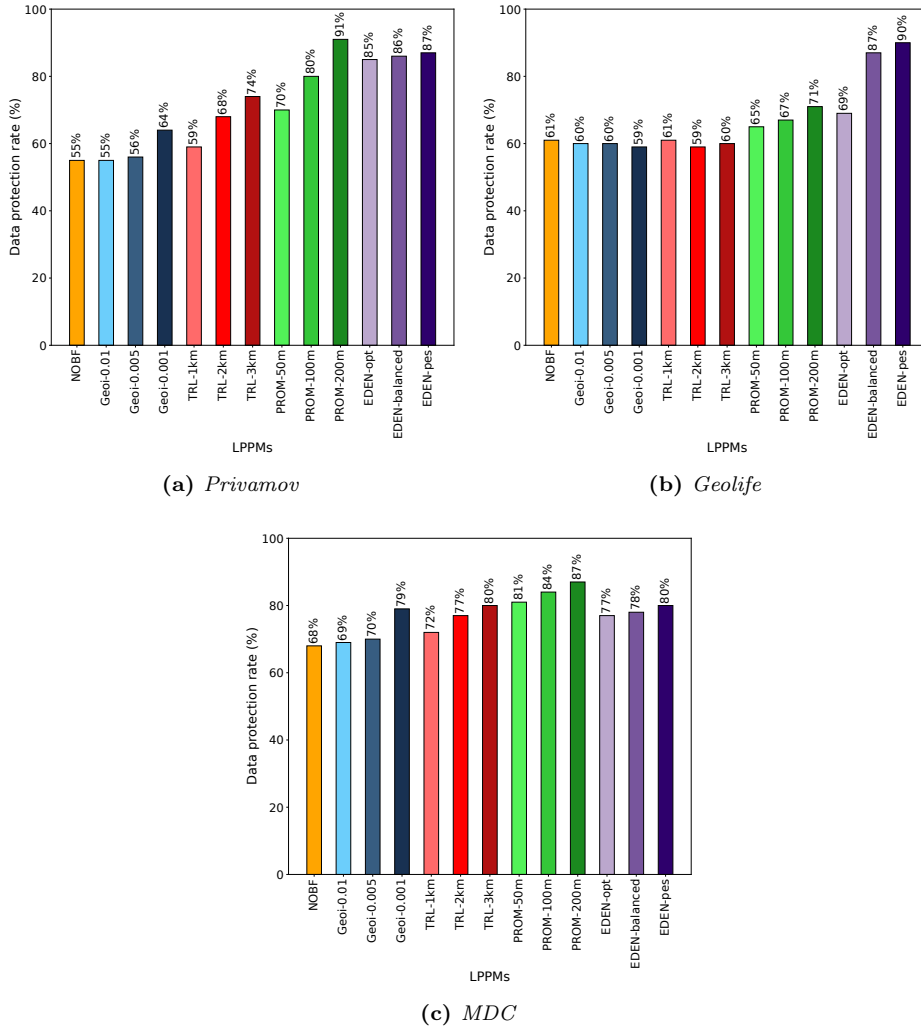 100
80
60
40
20
0
Data protection rate (%)
55%
55%
56%
64%
59%
68%
74%
70%
80%
91%
85%
86%
87%
NOBF
Geoi-0.01
Geoi-0.005
Geoi-0.001
TRL-1km
TRL-2km
TRL-3km
PROM-50m
PROM-100m
PROM-200m
EDEN-opt
EDEN-balanced
EDEN-pes
LPPMs
(a) Privamov
100
80
60
40
20
0
Data protection rate (%)
61%
60%
60%
59%
61%
59%
60%
65%
67%
71%
69%
87%
90%
NOBF
Geoi-0.01
Geoi-0.005
Geoi-0.001
TRL-1km
TRL-2km
TRL-3km
PROM-50m
PROM-100m
PROM-200m
EDEN-opt
EDEN-balanced
EDEN-pes
LPPMs
(b) Geolife
100
80
60
40
20
0
Data protection rate (%)
68%
69%
70%
79%
72%
77%
80%
81%
84%
87%
77%
78%
80%
NOBF
Geoi-0.01
Geoi-0.005
Geoi-0.001
TRL-1km
TRL-2km
TRL-3km
PROM-50m
PROM-100m
PROM-200m
EDEN-opt
EDEN-balanced
EDEN-pes
LPPMs
(c) MDC